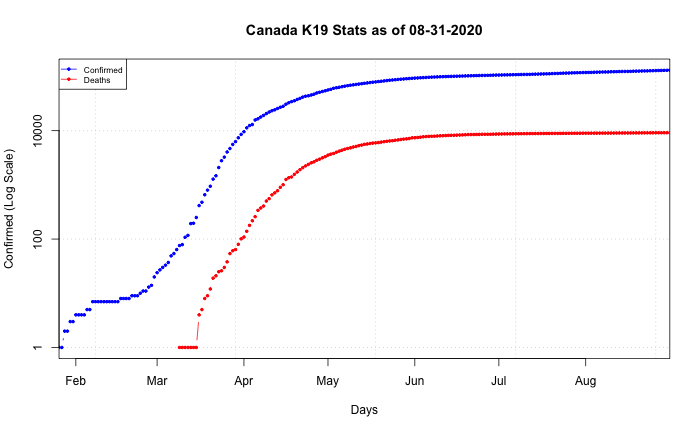 Canada K19 Stats as of 08-31-2020
Confirmed
Deaths
Confirmed (Log Scale)
10000
100
1
Feb Mar Apr May Jun Jul Aug
Days